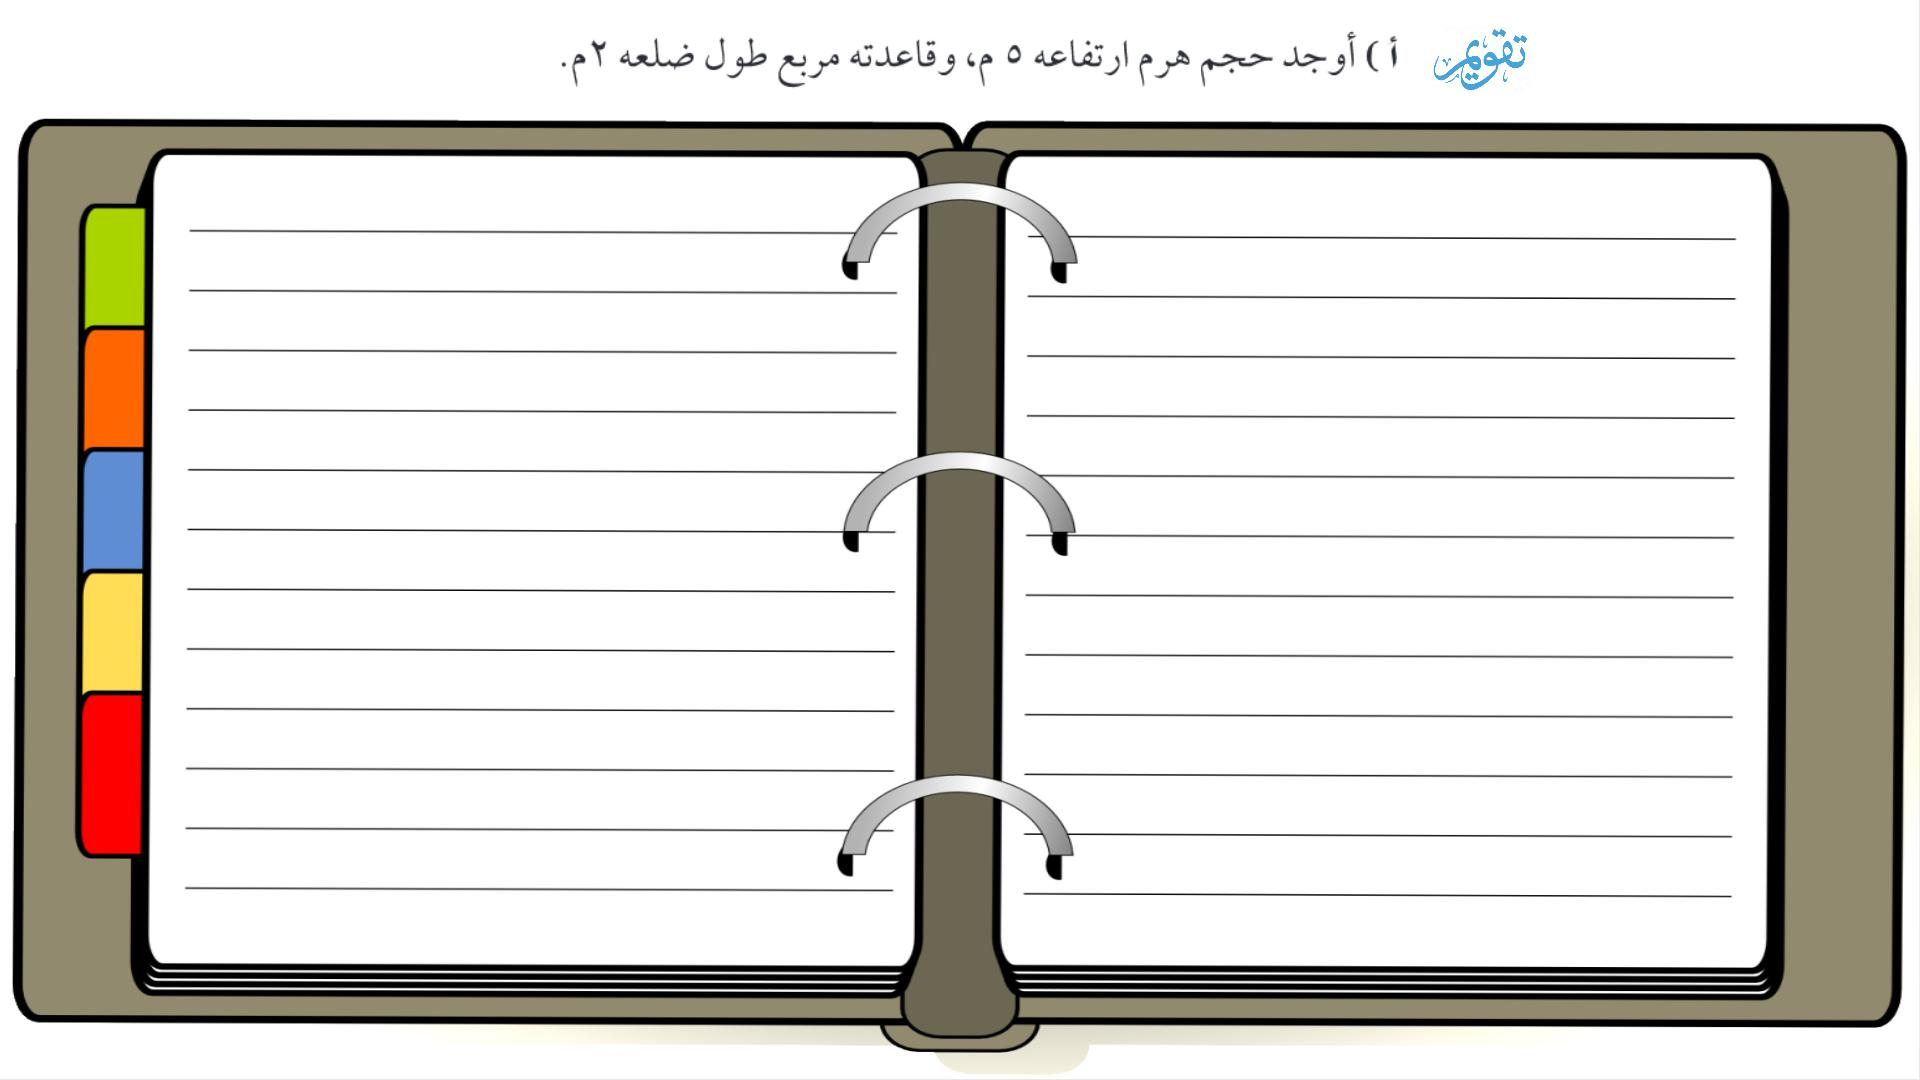 تقويم أ ) أوجد حجم هرم ارتفاعه ٥ م، وقاعدته مربع طول ضلعه ٢م.